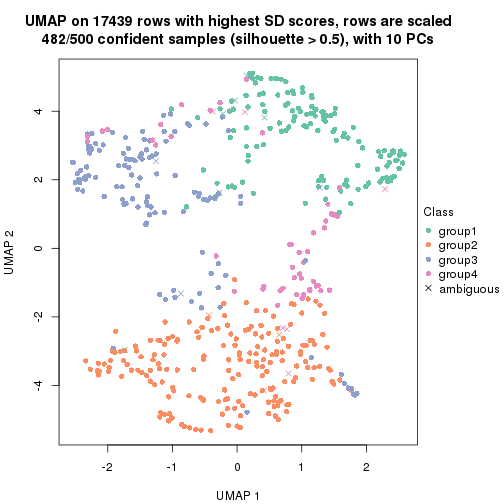 UMAP on 17439 rows with highest SD scores, rows are scaled
482/500 confident samples (silhouette > 0.5), with 10 PCs
4
2
0
-2
-4
UMAP 2
-2
-1
0
1
2
UMAP 1
Class
group1
group2
group3
group4
ambiguous